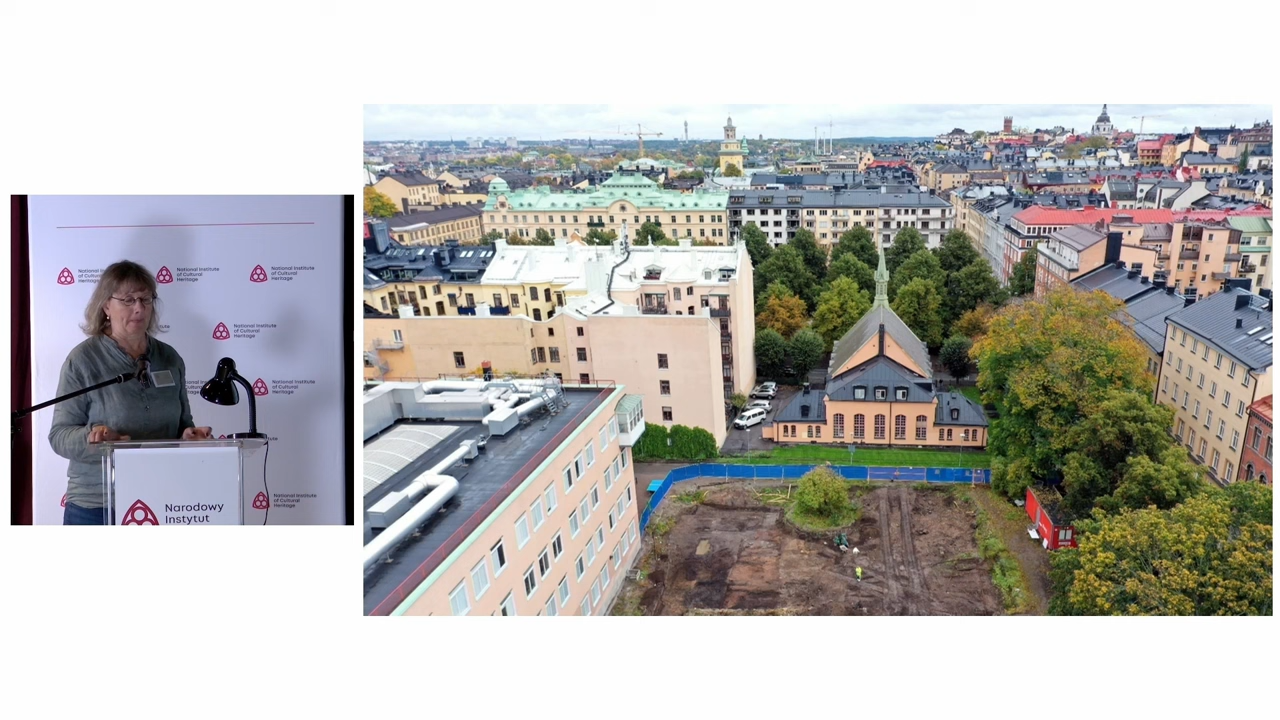 National Institute
of Cultural
Heritage
National Institute
of Cultural
Heritage
National Institute
of Cultural
Heritage
National Institute
of Cultural
Heritage
National Institute
of Cultural
Heritage
National Institute
of Cultural
Heritage
Narodowy
Instytut